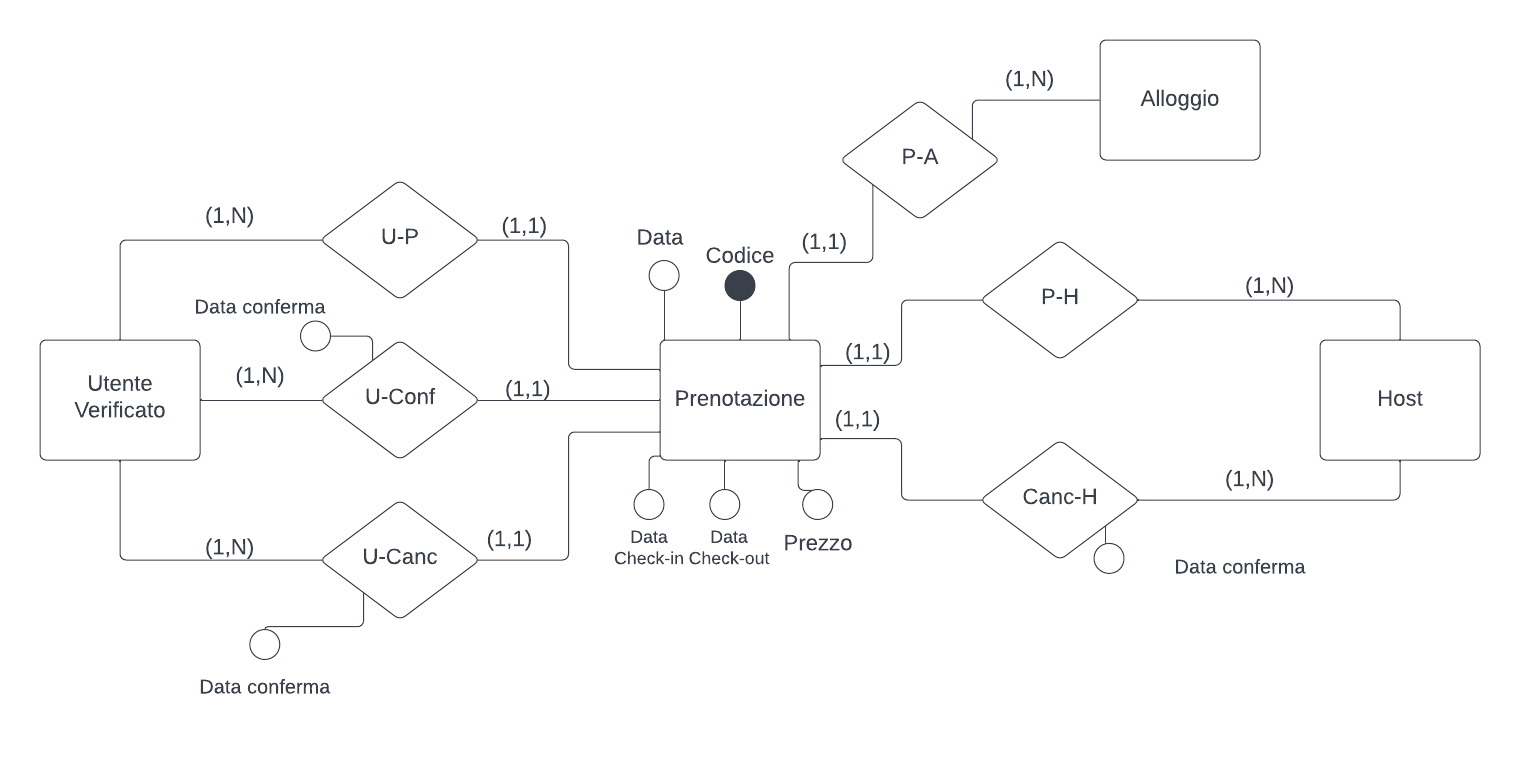 (1,N)
Alloggio
P-A
(1,N)
U-P
(1,1)
Data
Codice
(1,1)
Data conferma
P-H
(1,N)
(1,1)
Utente
Verificato
(1,N)
U-Conf
(1,1)
Prenotazione
Host
(1,1)
Canc-H
(1,N)
(1,N)
U-Canc
(1,1)
Data
Check-in
Data
Check-out
Prezzo
Data conferma
Data conferma